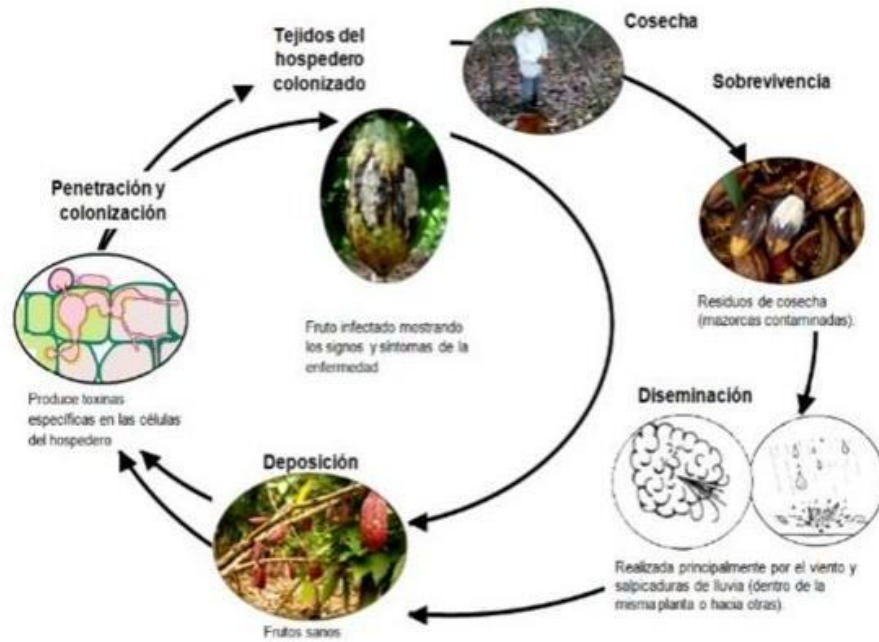 Cosecha
Tejidos del
hospedero
colonizado
Sobrevivencia
Penetración y
colonización
Residuos de cosecha
(mazorcas contaminadas).
Fruto infectado mostrando
los signos y síntomas de la
enfermedad
Diseminación
Produce toxinas
específicas en las células
del hospedero
Deposición
Realizada principalmente por el viento y
salpicaduras de lluvia (dentro de la
misma planta o hacia otras).
Frutos sanos